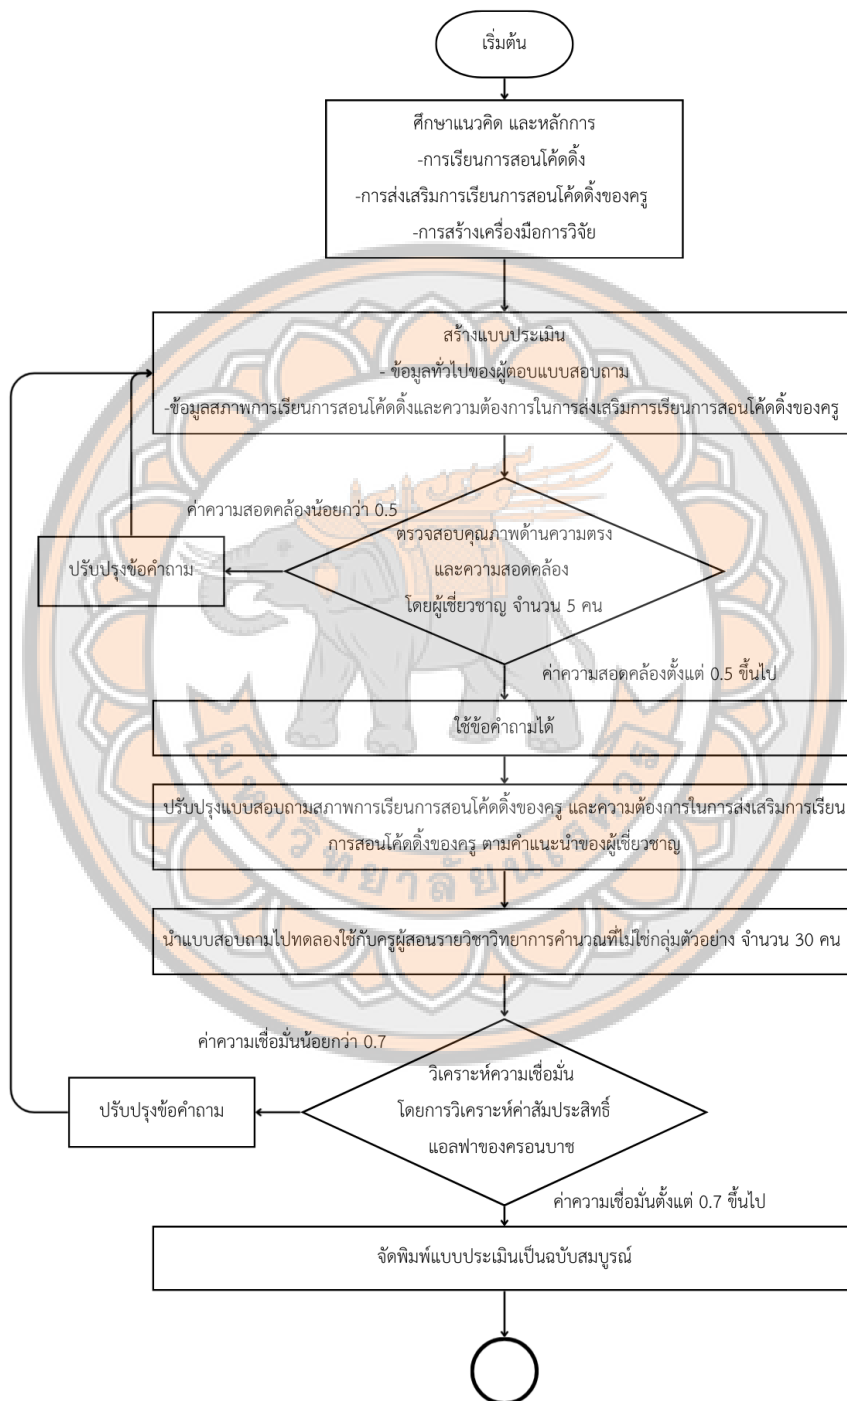 เริ่มต้น
ศึกษาแนวคิด และหลักการ
-การเรียนการสอนโค้ดดิ้ง
-การส่งเสริมการเรียนการสอนโค้ดดิ้งของครู
-การสร้างเครื่องมือการวิจัย
สร้างแบบประเมิน
- ข้อมูลทั่วไปของผู้ตอบแบบสอบถาม
-ข้อมูลสภาพการเรียนการสอนโค้ดดิ้งและความต้องการในการส่งเสริมการเรียนการสอนโค้ดดิ้งของครู
ค่าความสอดคล้องน้อยกว่า 0.5
ตรวจสอบคุณภาพด้านความตรง
และความสอดคล้อง
โดยผู้เชี่ยวชาญ จำนวน 5 คน
ปรับปรุงข้อคำถาม
ค่าความสอดคล้องตั้งแต่ 0.5 ขึ้นไป
ใช้ข้อคำถามได้
ปรับปรุงแบบสอบถามสภาพการเรียนการสอนโค้ดดิ้งของครู และความต้องการในการส่งเสริมการเรียน
การสอนโค้ดดิ้งของครู ตามคำแนะนำของผู้เชี่ยวชาญ
มหาวิทยาลัยนเรศวร
นำแบบสอบถามไปทดลองใช้กับครูผู้สอนรายวิชาวิทยาการคำนวณที่ไม่ใช่กลุ่มตัวอย่าง จำนวน 30 คน
ค่าความเชื่อมั่นน้อยกว่า 0.7
วิเคราะห์ความเชื่อมั่น
โดยการวิเคราะห์ค่าสัมประสิทธิ์
แอลฟาของครอนบาช
ปรับปรุงข้อคำถาม
ค่าความเชื่อมั่นตั้งแต่ 0.7 ขึ้นไป
จัดพิมพ์แบบประเมินเป็นฉบับสมบูรณ์